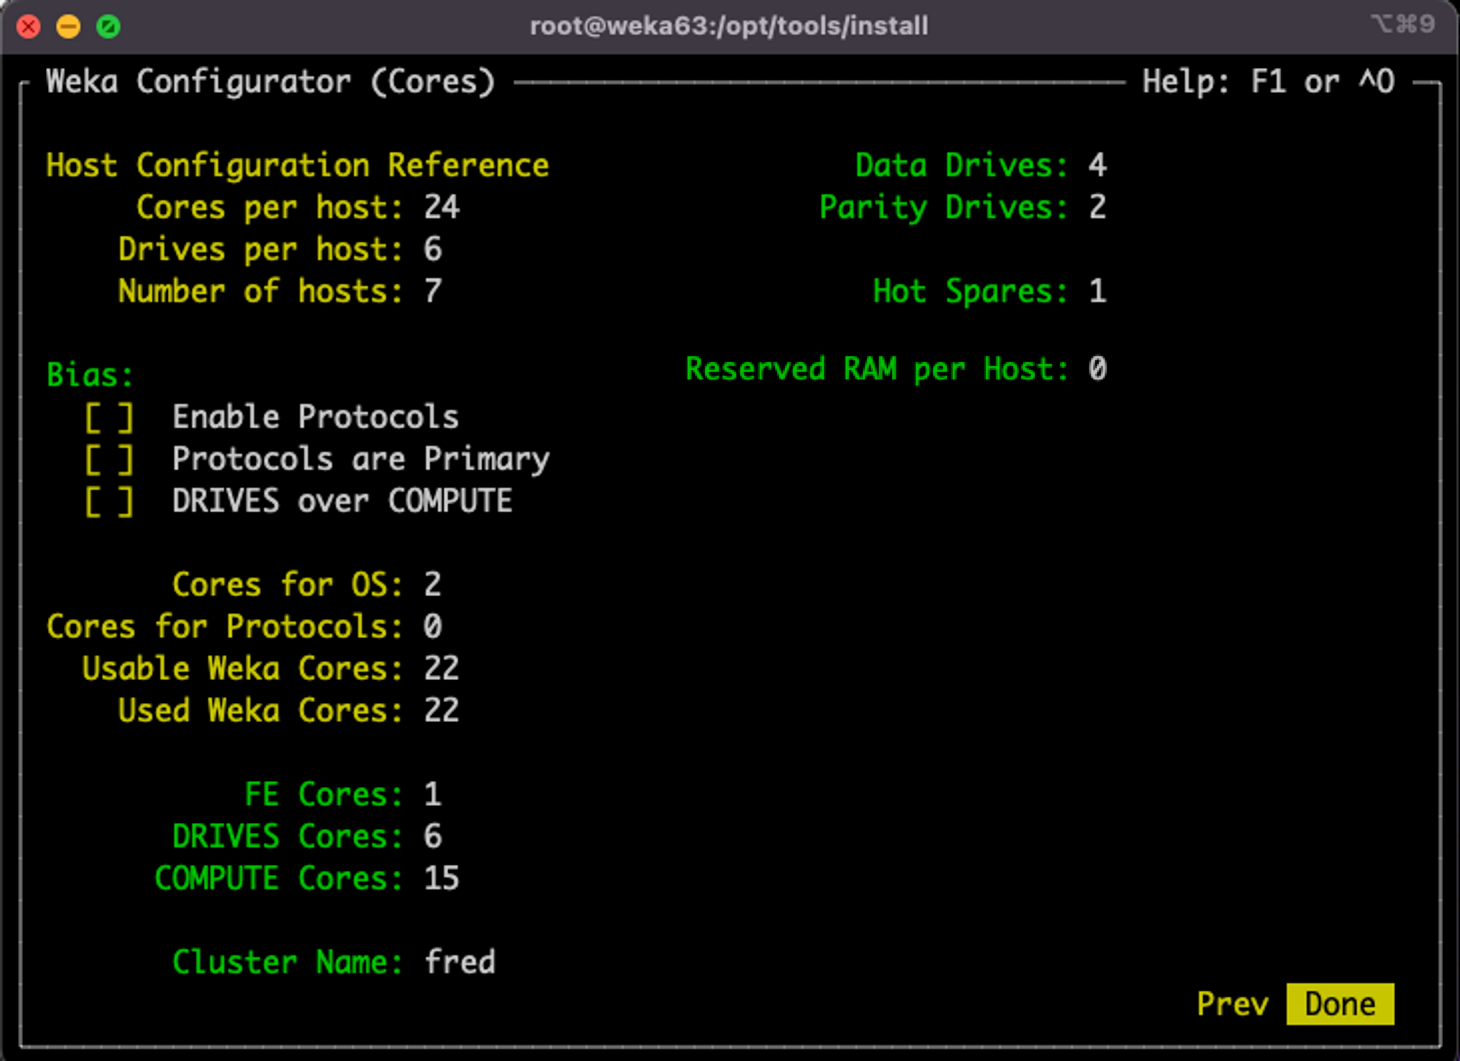 root@weka63:/opt/tools/install
⌥⌘9
Weka Configurator (Cores)
Help: F1 or ^O
Host Configuration Reference
Cores per host: 24
Drives per host: 6
Number of hosts: 7
Data Drives: 4
Parity Drives: 2
Hot Spares: 1
Reserved RAM per Host: 0
Bias:
[ ] Enable Protocols
[ ] Protocols are Primary
[ ] DRIVES over COMPUTE
Cores for OS: 2
Cores for Protocols: 0
Usable Weka Cores: 22
Used Weka Cores: 22
FE Cores: 1
DRIVES Cores: 6
COMPUTE Cores: 15
Cluster Name: fred
Prev Done